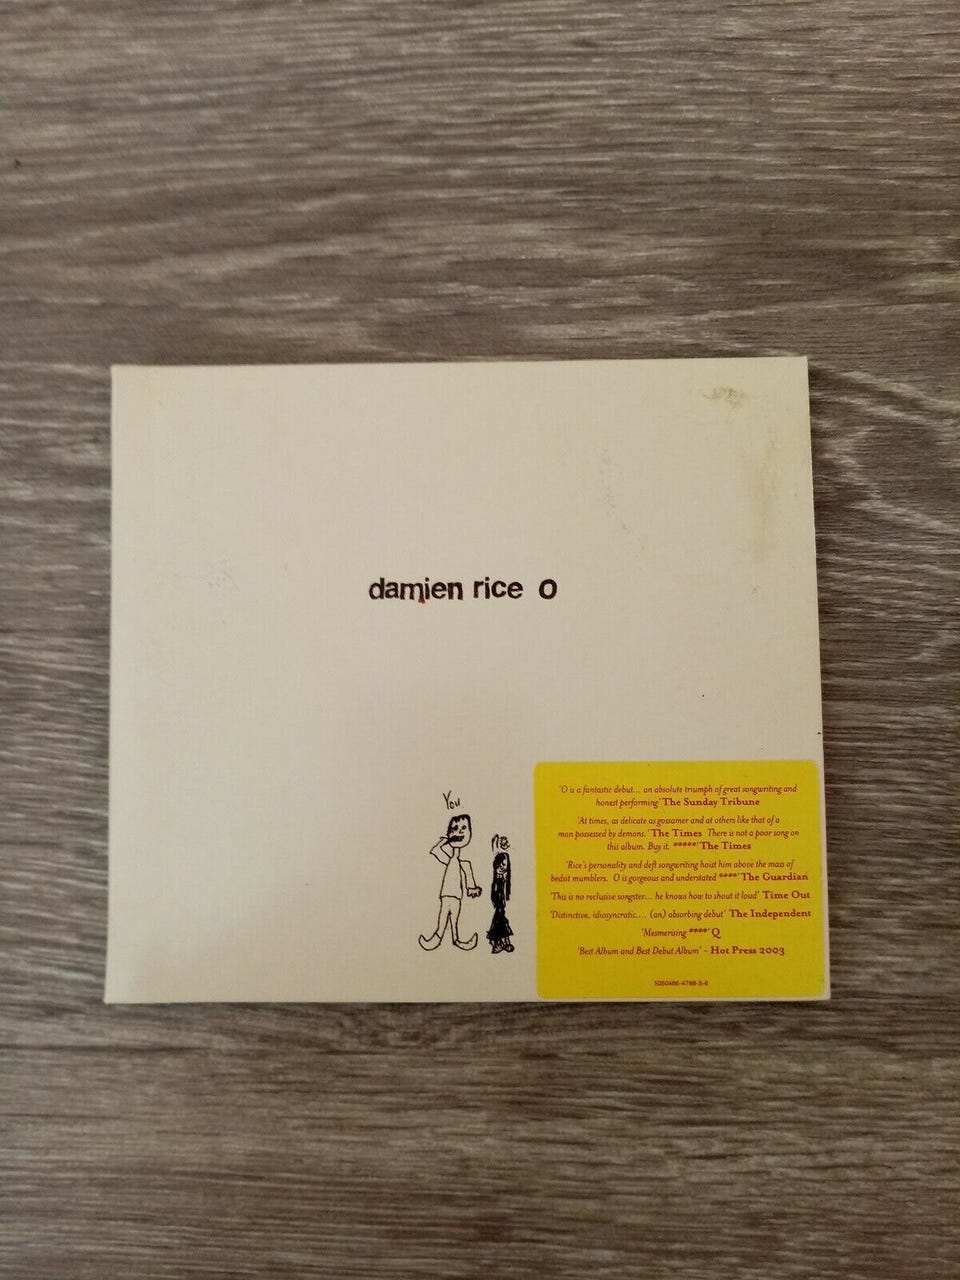 damien rice O
You
me
'O is a fantastic debut... an absolute triumph of great songwriting and
honest performing' The Sunday Tribune
'At times, as delicate as gossamer and at others like that of a
man possessed by demons.' The Times There is not a poor song on
this album. Buy it. *****' The Times
'Rice's personality and deft songwriting hoist him above the mass of
bedsit mumblers. O is gorgeous and understated ****' The Guardian
'This is no reclusive songster... he knows how to shout it loud' Time Out
'Distinctive, idiosyncratic.... (an) absorbing debut' The Independent
'Mesmerising ****' Q
'Best Album and Best Debut Album' - Hot Press 2003
5050466-4788-5-6